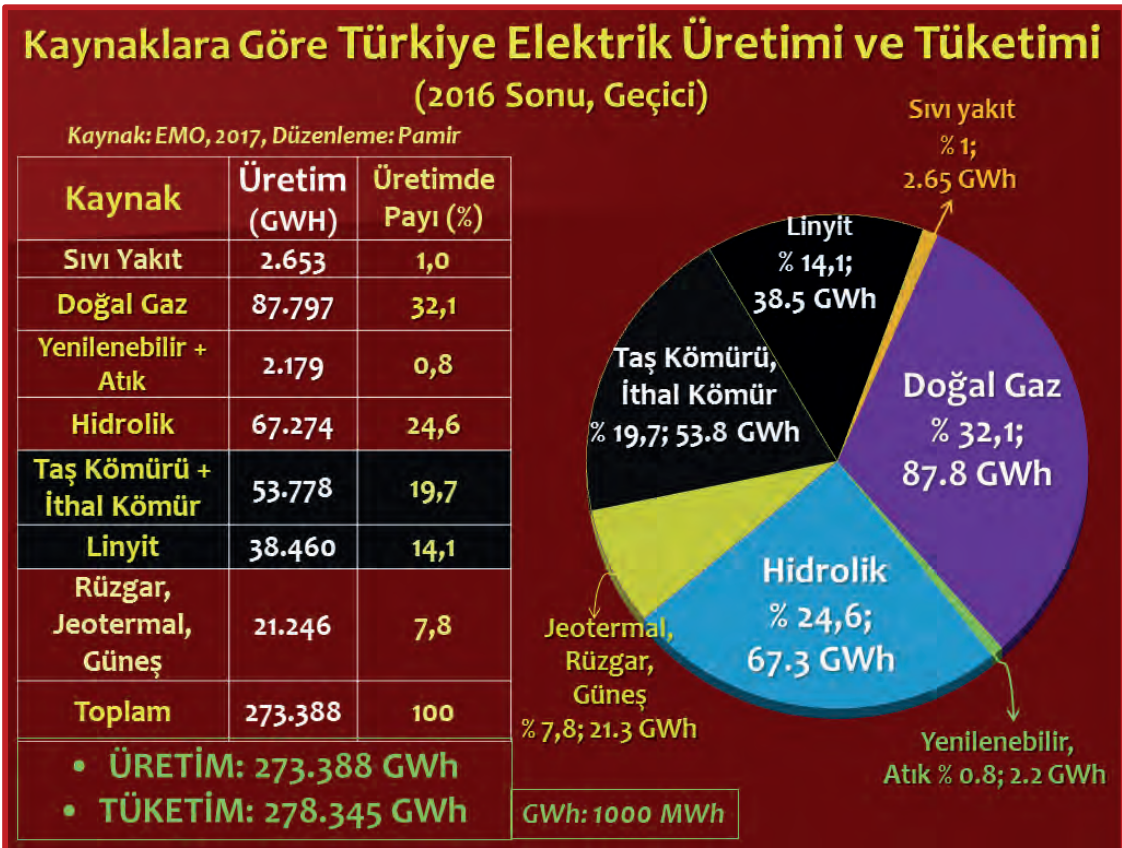 Kaynaklara Göre Türkiye Elektrik Üretimi ve Tüketimi
(2016 Sonu, Geçici)
Kaynak: EMO, 2017, Düzenleme: Pamir
Kaynak Üretim (GWH) Üretimde Payı (%)
Sıvı Yakıt 2.653 1,0
Doğal Gaz 87.797 32,1
Yenilenebilir + Atık 2.179 0,8
Hidrolik 67.274 24,6
Taş Kömürü + İthal Kömür 53.778 19,7
Linyit 38.460 14,1
Rüzgar, Jeotermal, Güneş 21.246 7,8
Toplam 273.388 100
• ÜRETİM: 273.388 GWh
• TÜKETİM: 278.345 GWh
GWh: 1000 MWh
Sıvı yakıt
% 1;
2.65 GWh
Linyit
% 14,1;
38.5 GWh
Taş Kömürü,
İthal Kömür
% 19,7; 53.8 GWh
Doğal Gaz
% 32,1;
87.8 GWh
Hidrolik
% 24,6;
67.3 GWh
Jeotermal,
Rüzgar,
Güneş
% 7,8; 21.3 GWh
Yenilenebilir,
Atık % 0.8; 2.2 GWh